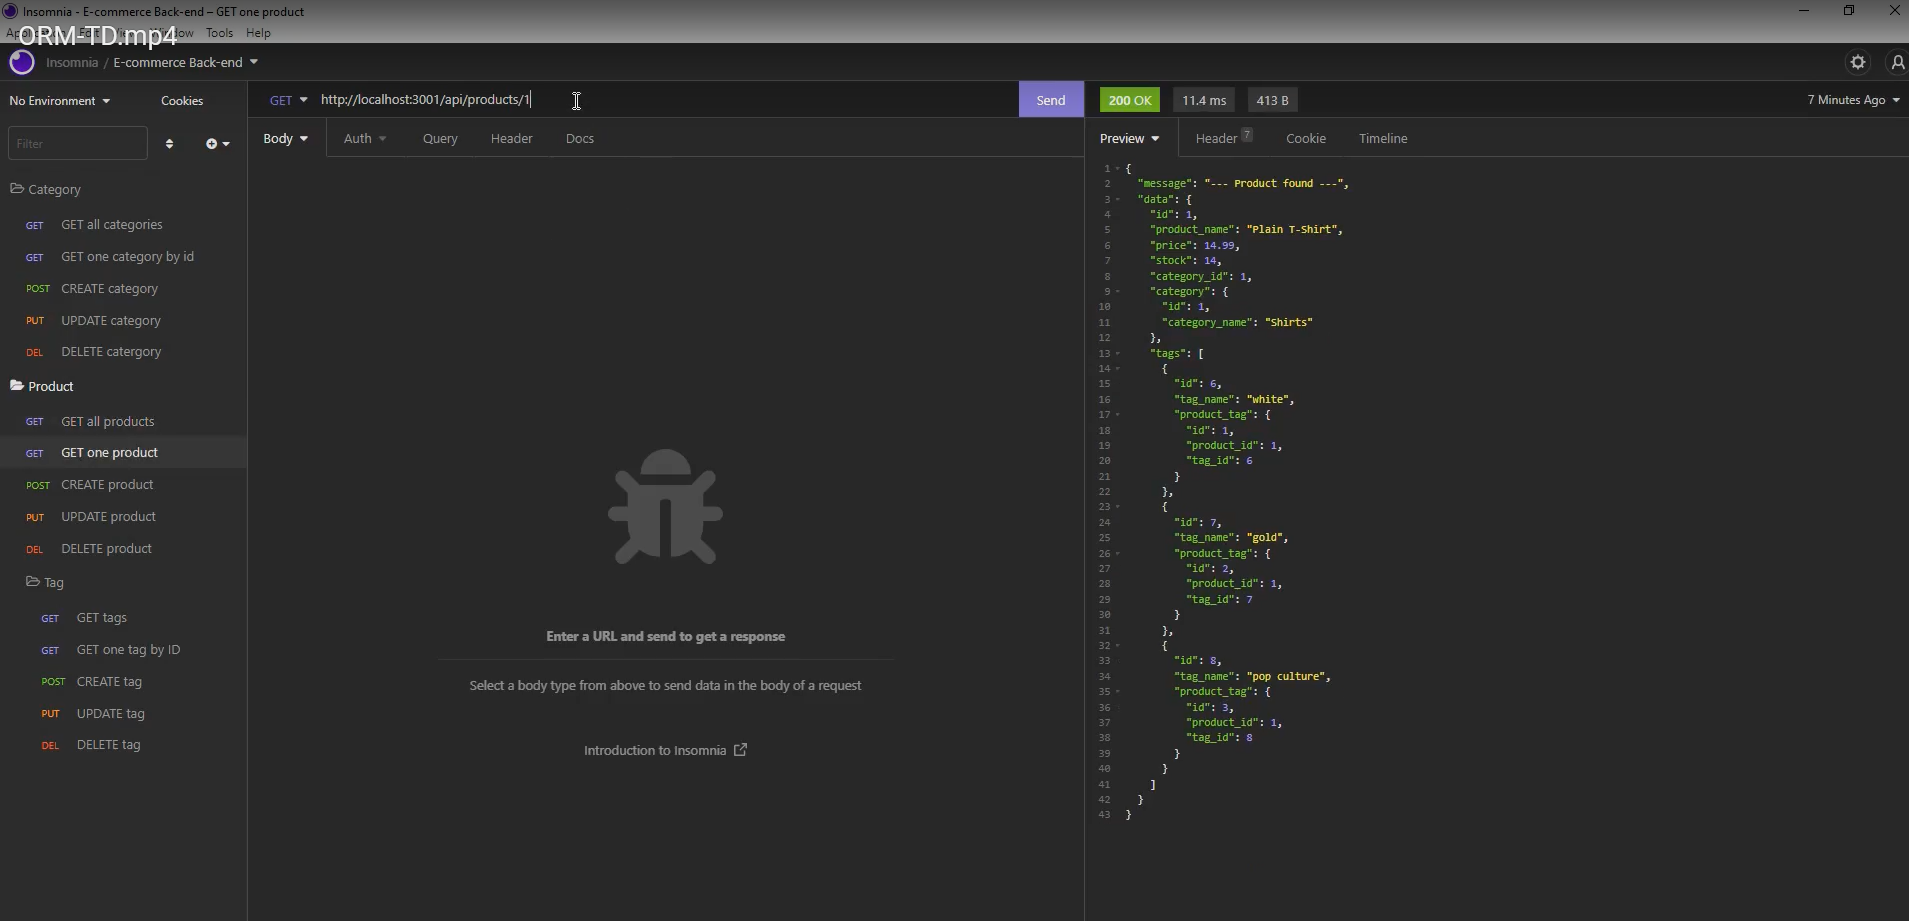 Insomnia - E-commerce Back-end – GET one product
ORM-TD.mp4
Tools Help
Insomnia / E-commerce Back-end
No Environment Cookies
GET http://localhost:3001/api/products/1 Send
200 OK 11.4 ms 413 B 7 Minutes Ago
Filter
Body Auth Query Header Docs
Preview Header 7 Cookie Timeline
Category
GET GET all categories
GET GET one category by id
POST CREATE category
PUT UPDATE category
DEL DELETE catergory
Product
GET GET all products
GET GET one product
POST CREATE product
PUT UPDATE product
DEL DELETE product
Tag
GET GET tags
GET GET one tag by ID
POST CREATE tag
PUT UPDATE tag
DEL DELETE tag
Enter a URL and send to get a response
Select a body type from above to send data in the body of a request
Introduction to Insomnia
1 {
2 "message": "--- Product found ---",
3 "data": {
4 "id": 1,
5 "product_name": "Plain T-Shirt",
6 "price": 14.99,
7 "stock": 14,
8 "category_id": 1,
9 "category": {
10 "id": 1,
11 "category_name": "Shirts"
12 },
13 "tags": [
14 {
15 "id": 6,
16 "tag_name": "white",
17 "product_tag": {
18 "id": 1,
19 "product_id": 1,
20 "tag_id": 6
21 }
22 },
23 {
24 "id": 7,
25 "tag_name": "gold",
26 "product_tag": {
27 "id": 2,
28 "product_id": 1,
29 "tag_id": 7
30 }
31 },
32 {
33 "id": 8,
34 "tag_name": "pop culture",
35 "product_tag": {
36 "id": 3,
37 "product_id": 1,
38 "tag_id": 8
39 }
40 }
41 ]
42 }
43 }